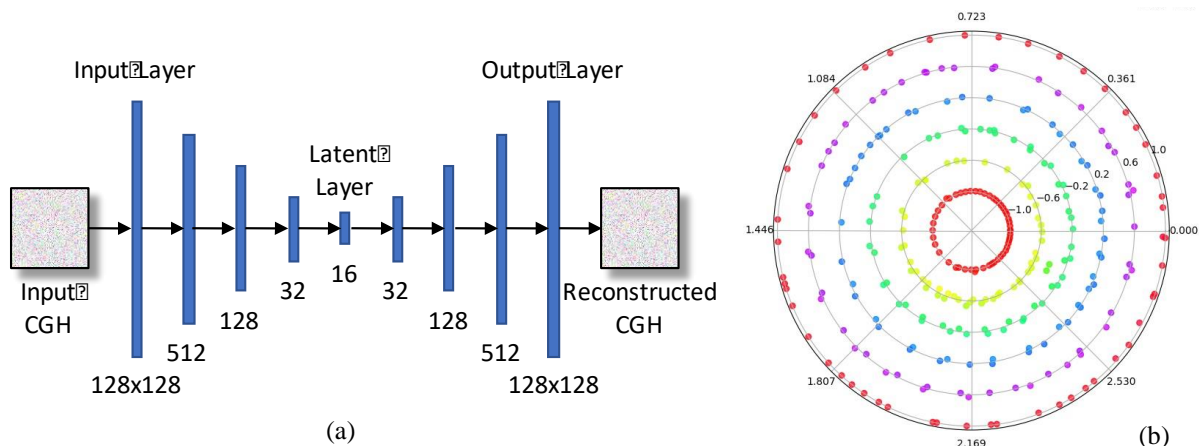 Input⍰Layer
Output⍰Layer
Latent⍰
Layer
Input⍰
CGH
128x128
512
128
32
16
32
128
512
128x128
Reconstructed
CGH
(a)
0.723
1.084
0.361
1.0
0.6
0.2
−0.2
−0.6
−1.0
1.446
0.000
1.807
2.530
2.169
(b)